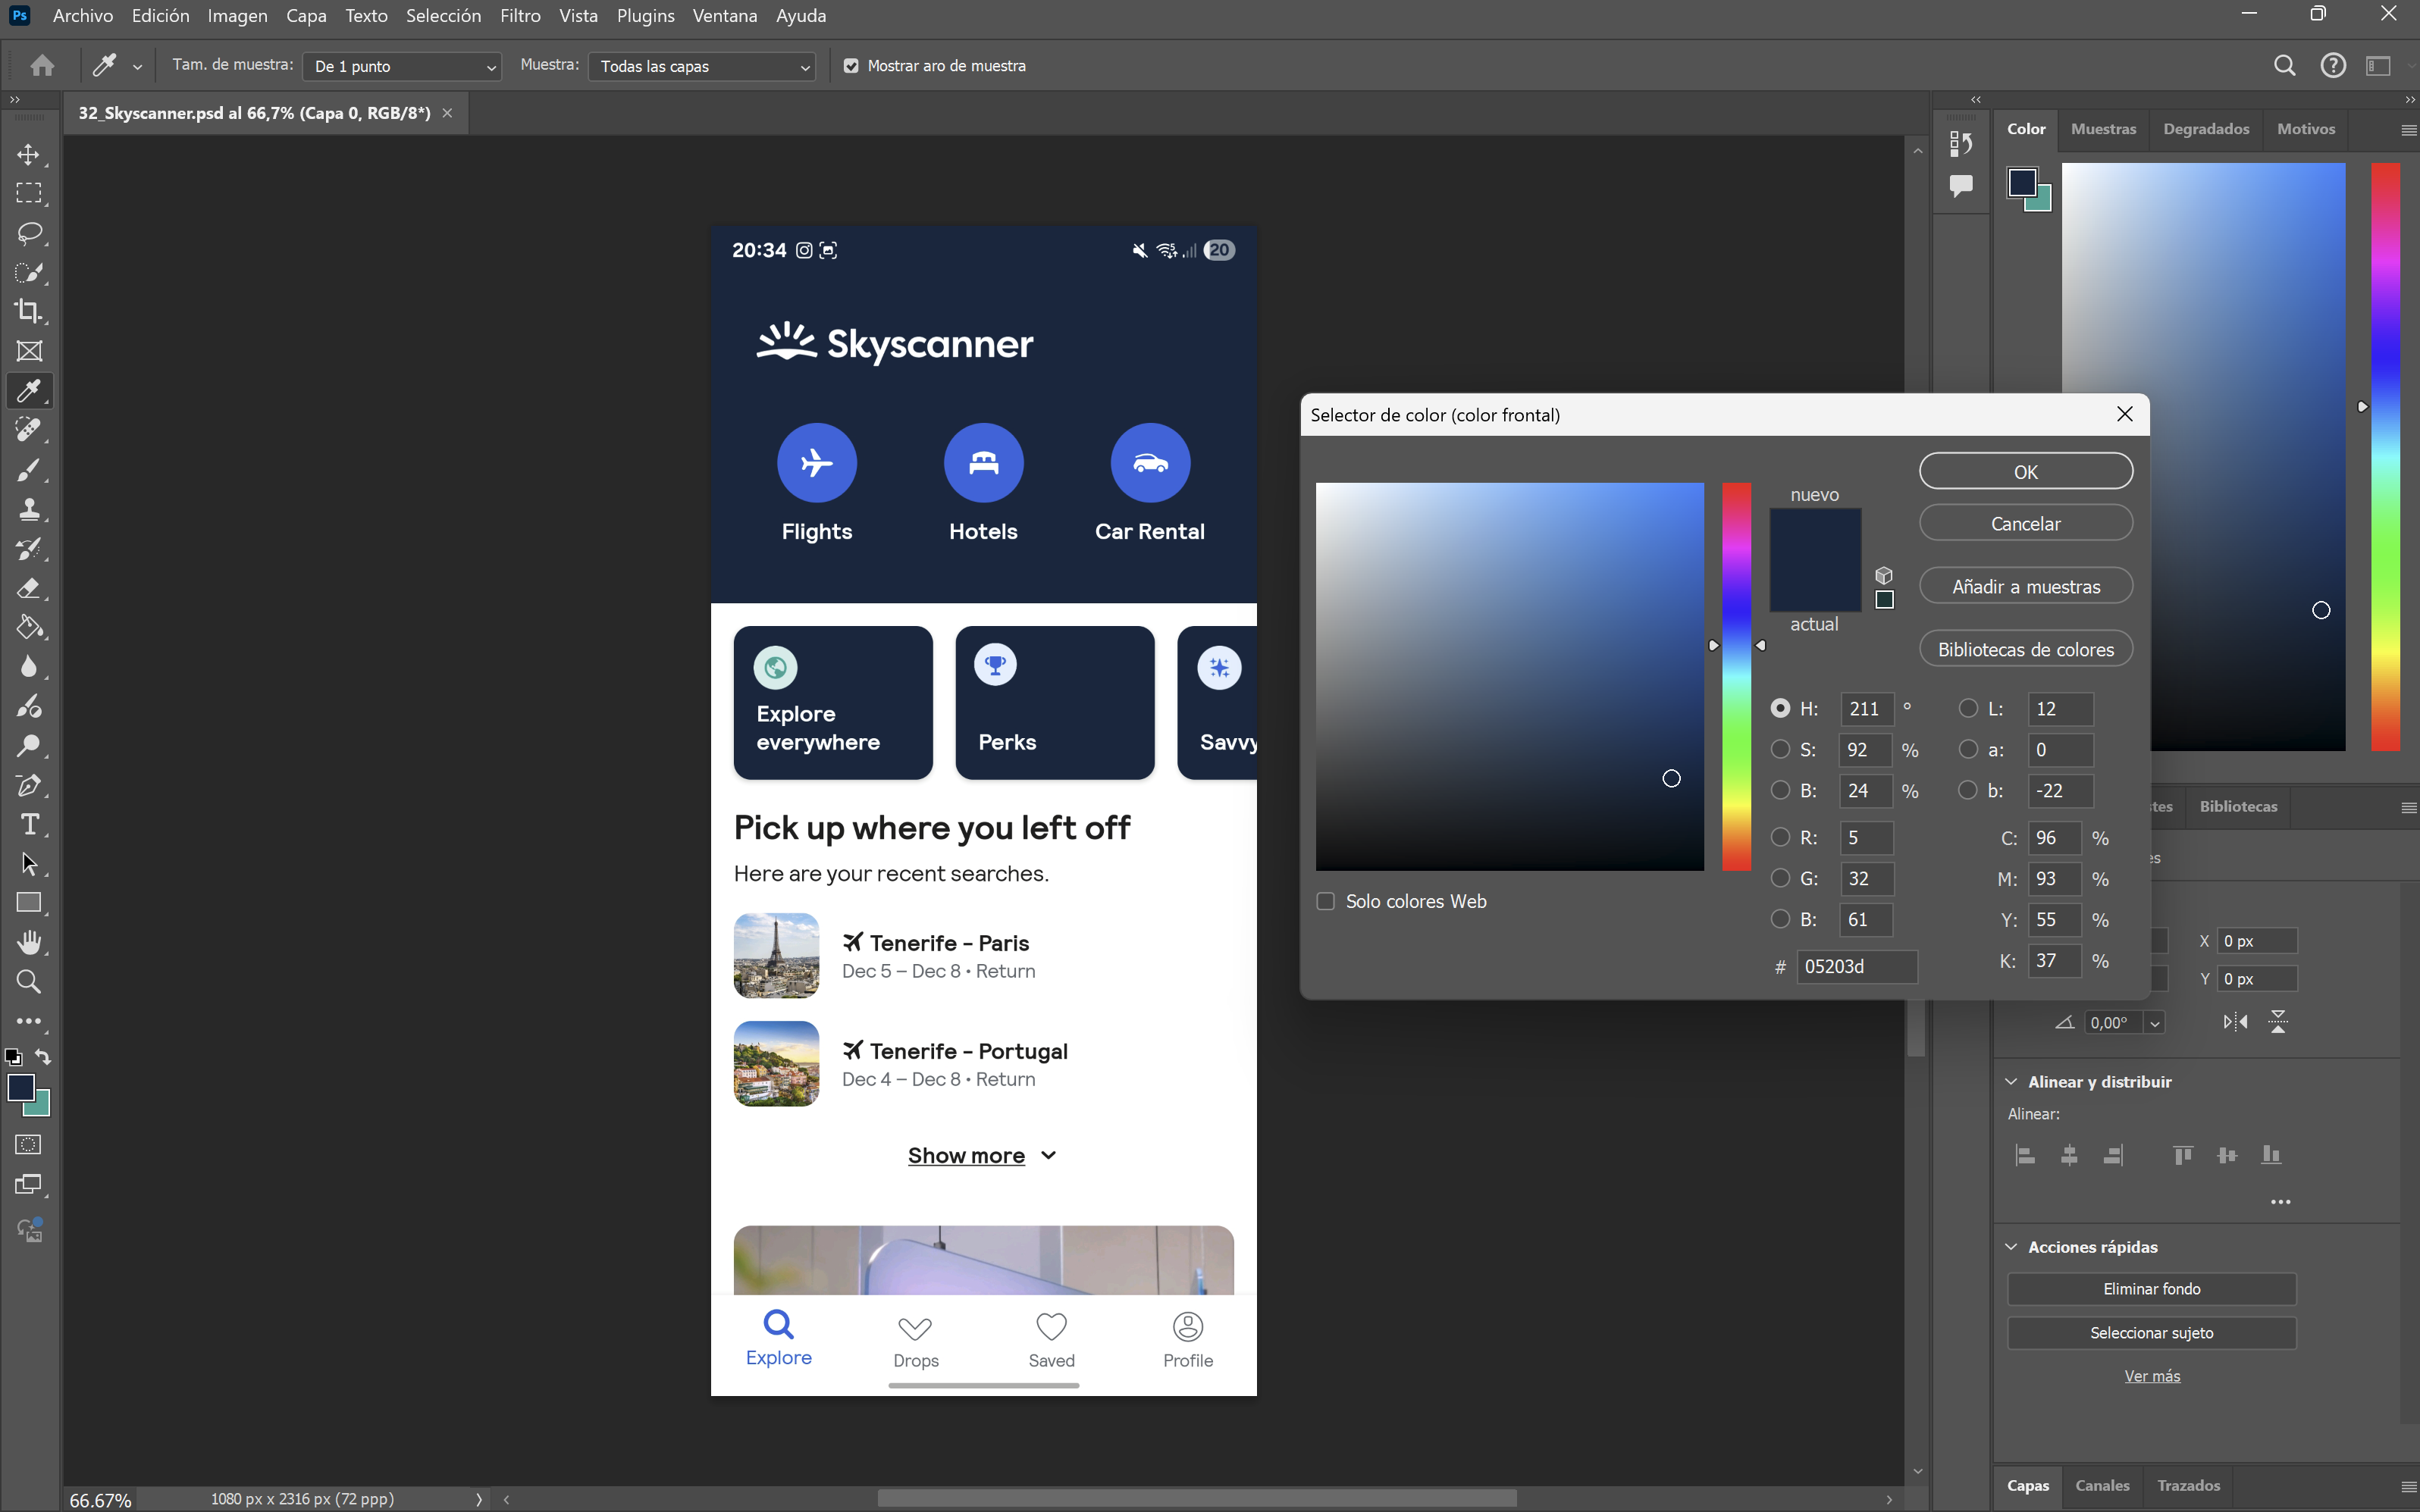 Ps Archivo Edición Imagen Capa Texto Selección Filtro Vista Plugins Ventana Ayuda
Tam. de muestra: De 1 punto Muestra: Todas las capas Mostrar aro de muestra
32_Skyscanner.psd al 66,7% (Capa 0, RGB/8*)
20:34
5
20
Skyscanner
Flights Hotels Car Rental
Explore
everywhere
Perks
Savvy
Pick up where you left off
Here are your recent searches.
Tenerife - Paris
Dec 5 – Dec 8 • Return
Tenerife - Portugal
Dec 4 – Dec 8 • Return
Show more
Explore Drops Saved Profile
66.67% 1080 px x 2316 px (72 ppp)
Selector de color (color frontal)
nuevo
actual
OK
Cancelar
Añadir a muestras
Bibliotecas de colores
H: 211 ° L: 12
S: 92 % a: 0
B: 24 % b: -22
R: 5 C: 96 %
G: 32 M: 93 %
B: 61 Y: 55 %
# 05203d K: 37 %
Solo colores Web
Color Muestras Degradados Motivos
tes Bibliotecas
es
X 0 px
Y 0 px
0,00°
Alinear y distribuir
Alinear:
Acciones rápidas
Eliminar fondo
Seleccionar sujeto
Ver más
Capas Canales Trazados